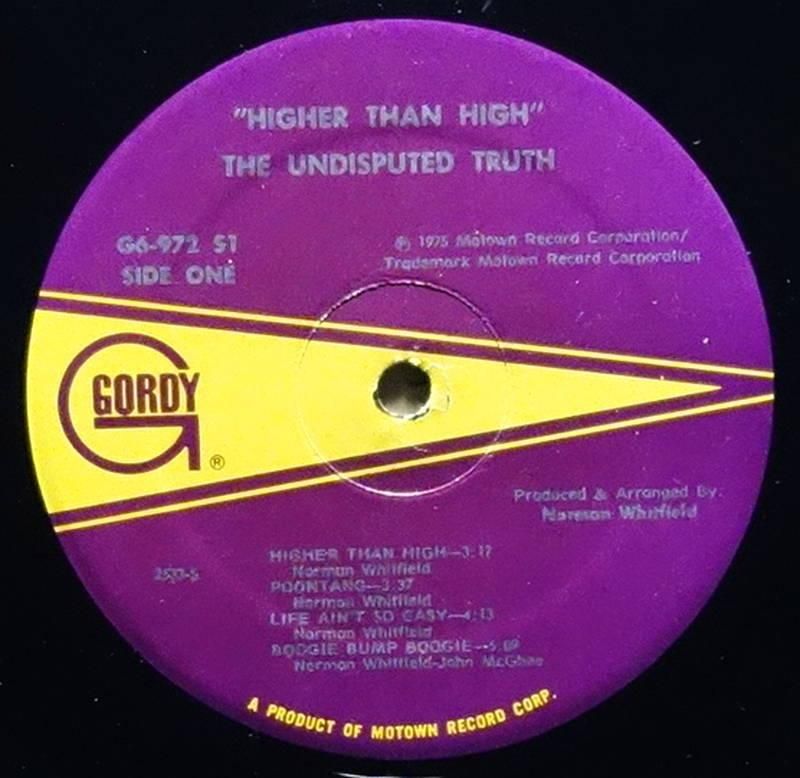 "HIGHER THAN HIGH"
THE UNDISPUTED TRUTH
G6-972 S1
SIDE ONE
℗ 1975 Motown Record Corporation/
Trademark Motown Record Corporation
GORDY
®
Produced & Arranged By:
Norman Whitfield
HIGHER THAN HIGH—3:17
Norman Whitfield
POONTANG—3:37
Norman Whitfield
LIFE AIN'T SO EASY—4:13
Norman Whitfield
BOOGIE BUMP BOOGIE—5:09
Norman Whitfield-John McGhee
A PRODUCT OF MOTOWN RECORD CORP.